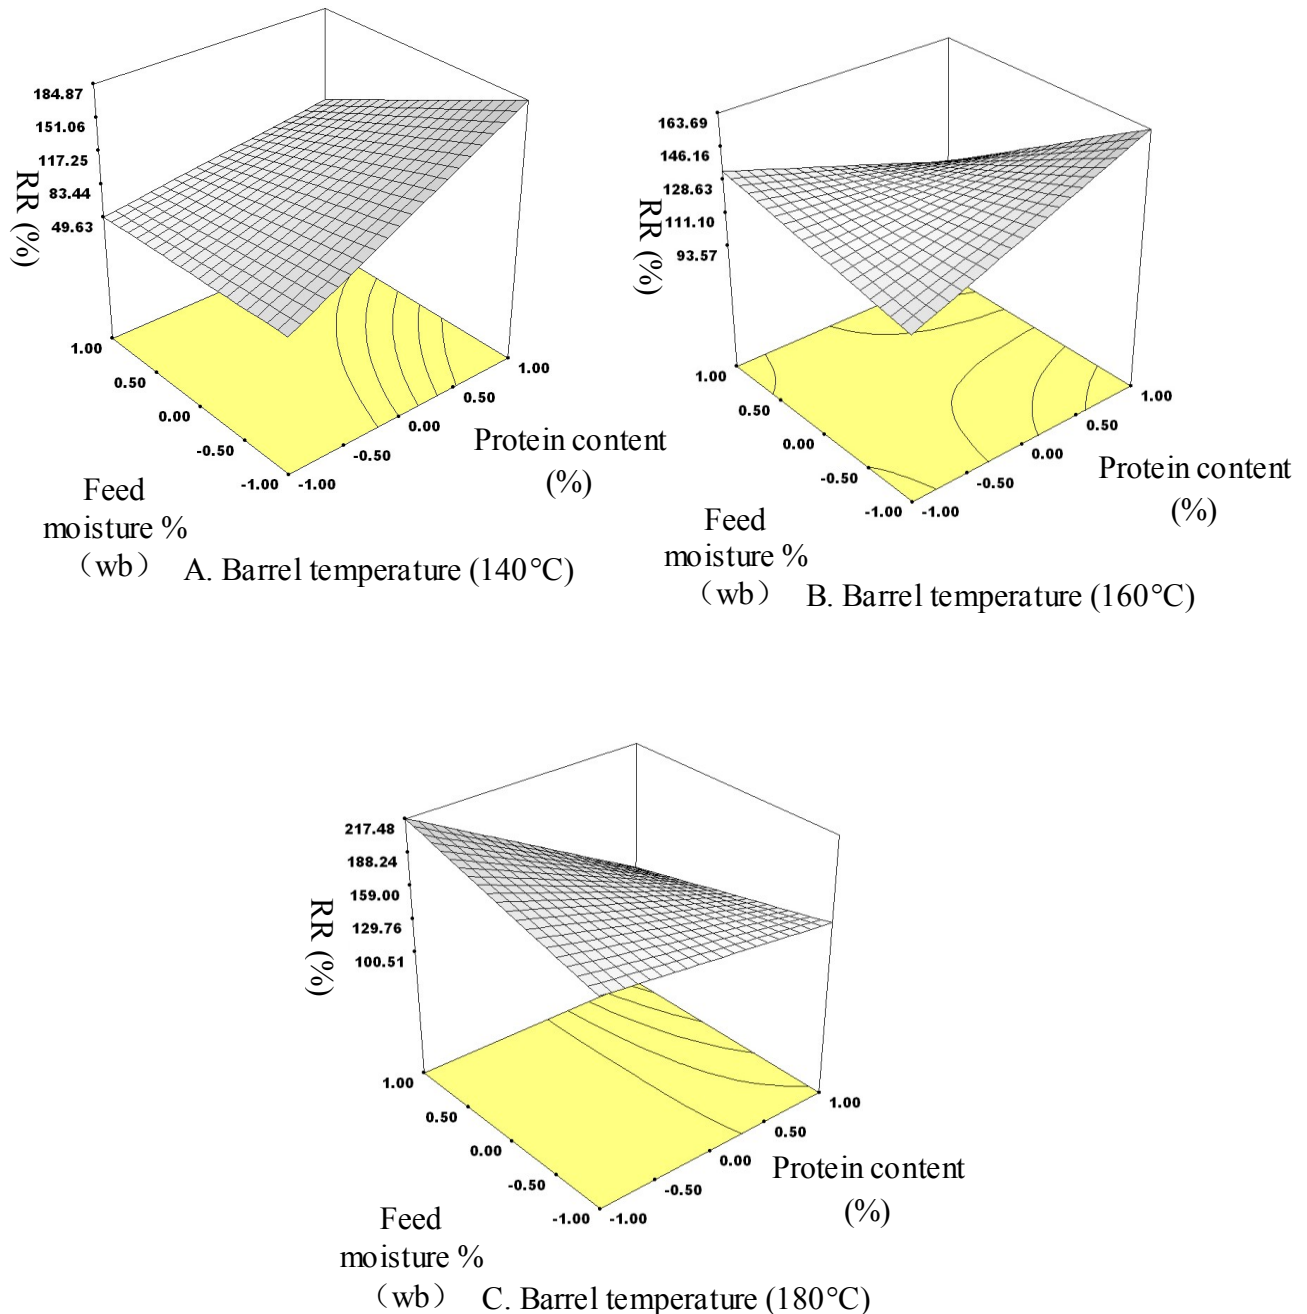 184.87
151.06
117.25
83.44
49.63
RR (%)
1.00
0.50
0.00
-0.50
-1.00
-1.00
-0.50
0.00
0.50
1.00
Feed
moisture %
（wb）
Protein content
(%)
A. Barrel temperature (140°C)
163.69
146.16
128.63
111.10
93.57
RR (%)
1.00
0.50
0.00
-0.50
-1.00
-1.00
-0.50
0.00
0.50
1.00
Feed
moisture %
（wb）
Protein content
(%)
B. Barrel temperature (160°C)
217.48
188.24
159.00
129.76
100.51
RR (%)
1.00
0.50
0.00
-0.50
-1.00
-1.00
-0.50
0.00
0.50
1.00
Feed
moisture %
（wb）
Protein content
(%)
C. Barrel temperature (180°C)